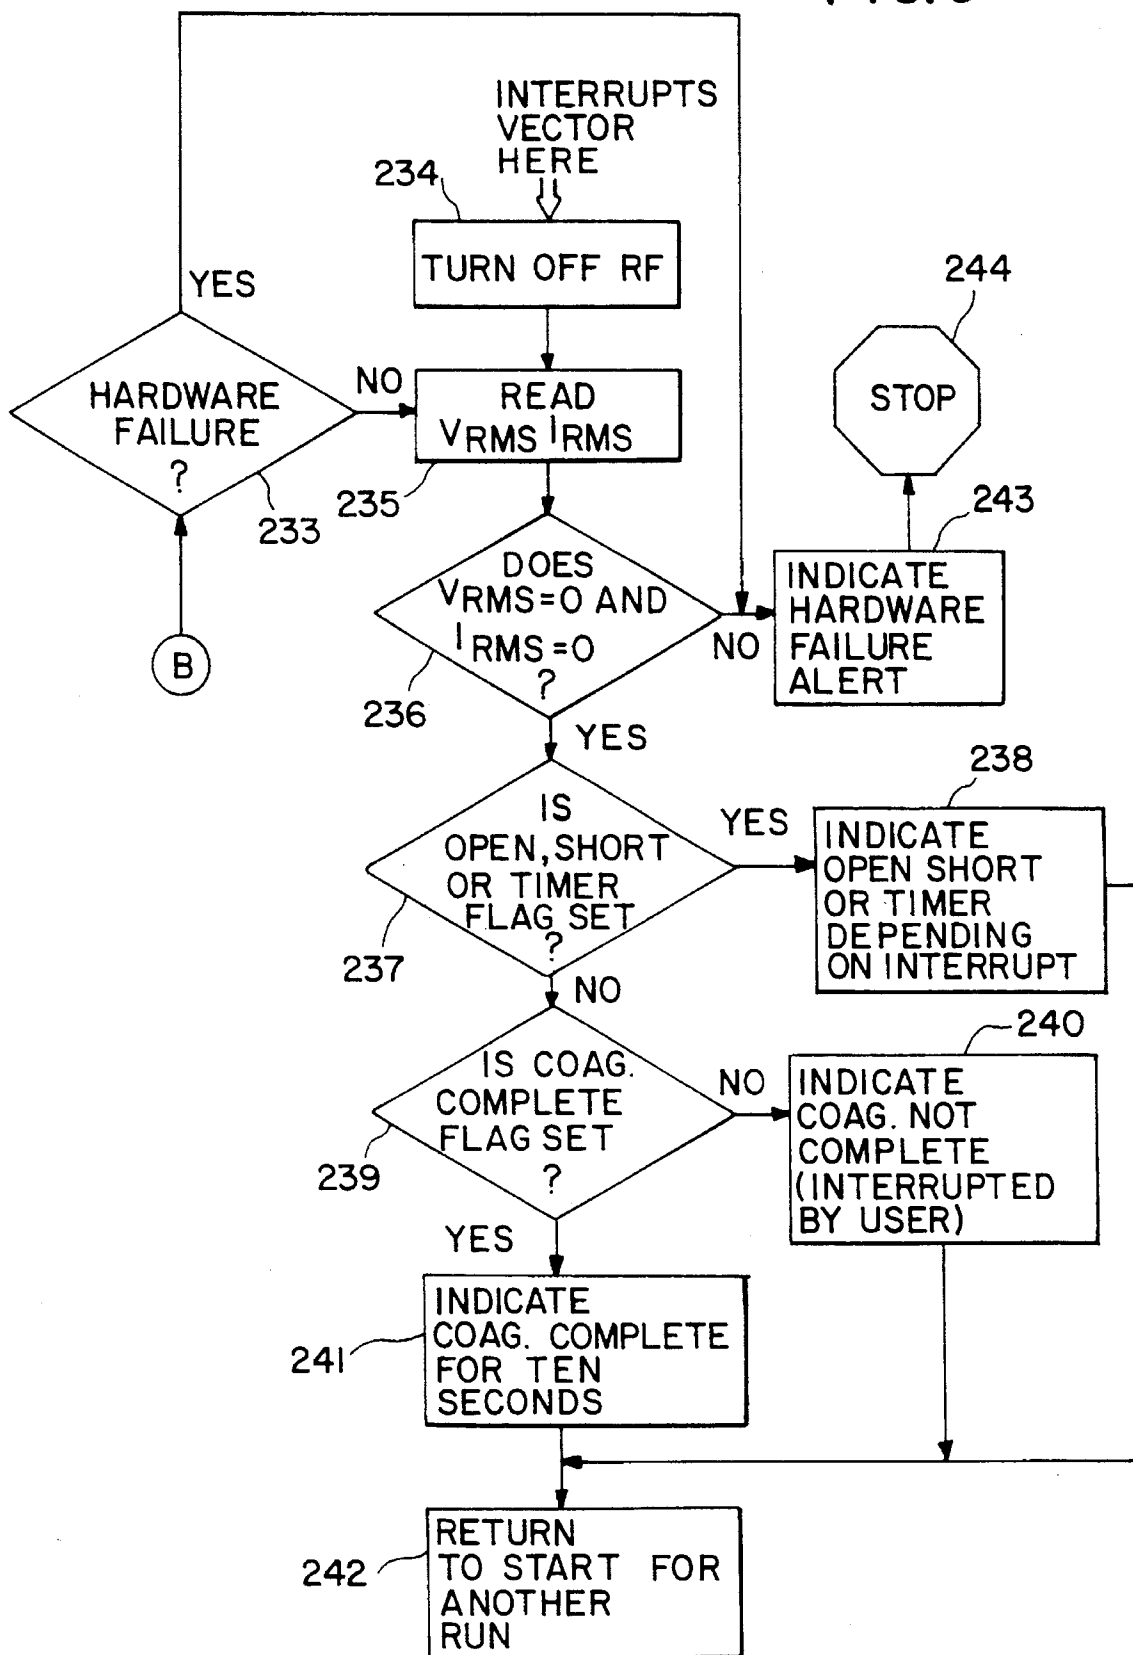 INTERRUPTS
VECTOR
HERE
234
TURN OFF RF
YES
244
HARDWARE
FAILURE
?
NO
READ
VRMS IRMS
STOP
233
235
243
DOES
VRMS=0 AND
IRMS=0
?
NO
INDICATE
HARDWARE
FAILURE
ALERT
B
236
YES
238
IS
OPEN, SHORT
OR TIMER
FLAG SET
?
YES
INDICATE
OPEN SHORT
OR TIMER
DEPENDING
ON INTERRUPT
237
NO
240
IS COAG.
COMPLETE
FLAG SET
?
NO
INDICATE
COAG. NOT
COMPLETE
(INTERRUPTED
BY USER)
239
YES
INDICATE
COAG. COMPLETE
FOR TEN
SECONDS
241
RETURN
TO START FOR
ANOTHER
RUN
242